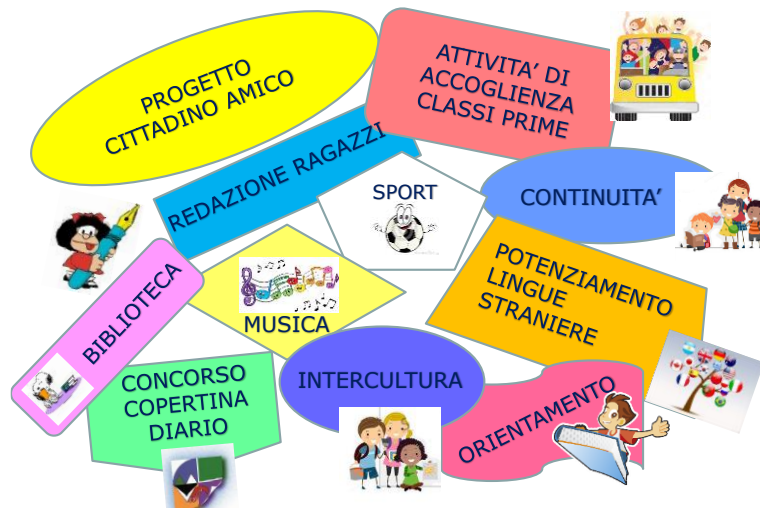 PROGETTO
CITTADINO AMICO
ATTIVITA’ DI
ACCOGLIENZA
CLASSI PRIME
REDAZIONE RAGAZZI
SPORT
CONTINUITA’
POTENZIAMENTO
LINGUE
STRANIERE
BIBLIOTECA
MUSICA
CONCORSO
COPERTINA
DIARIO
INTERCULTURA
ORIENTAMENTO